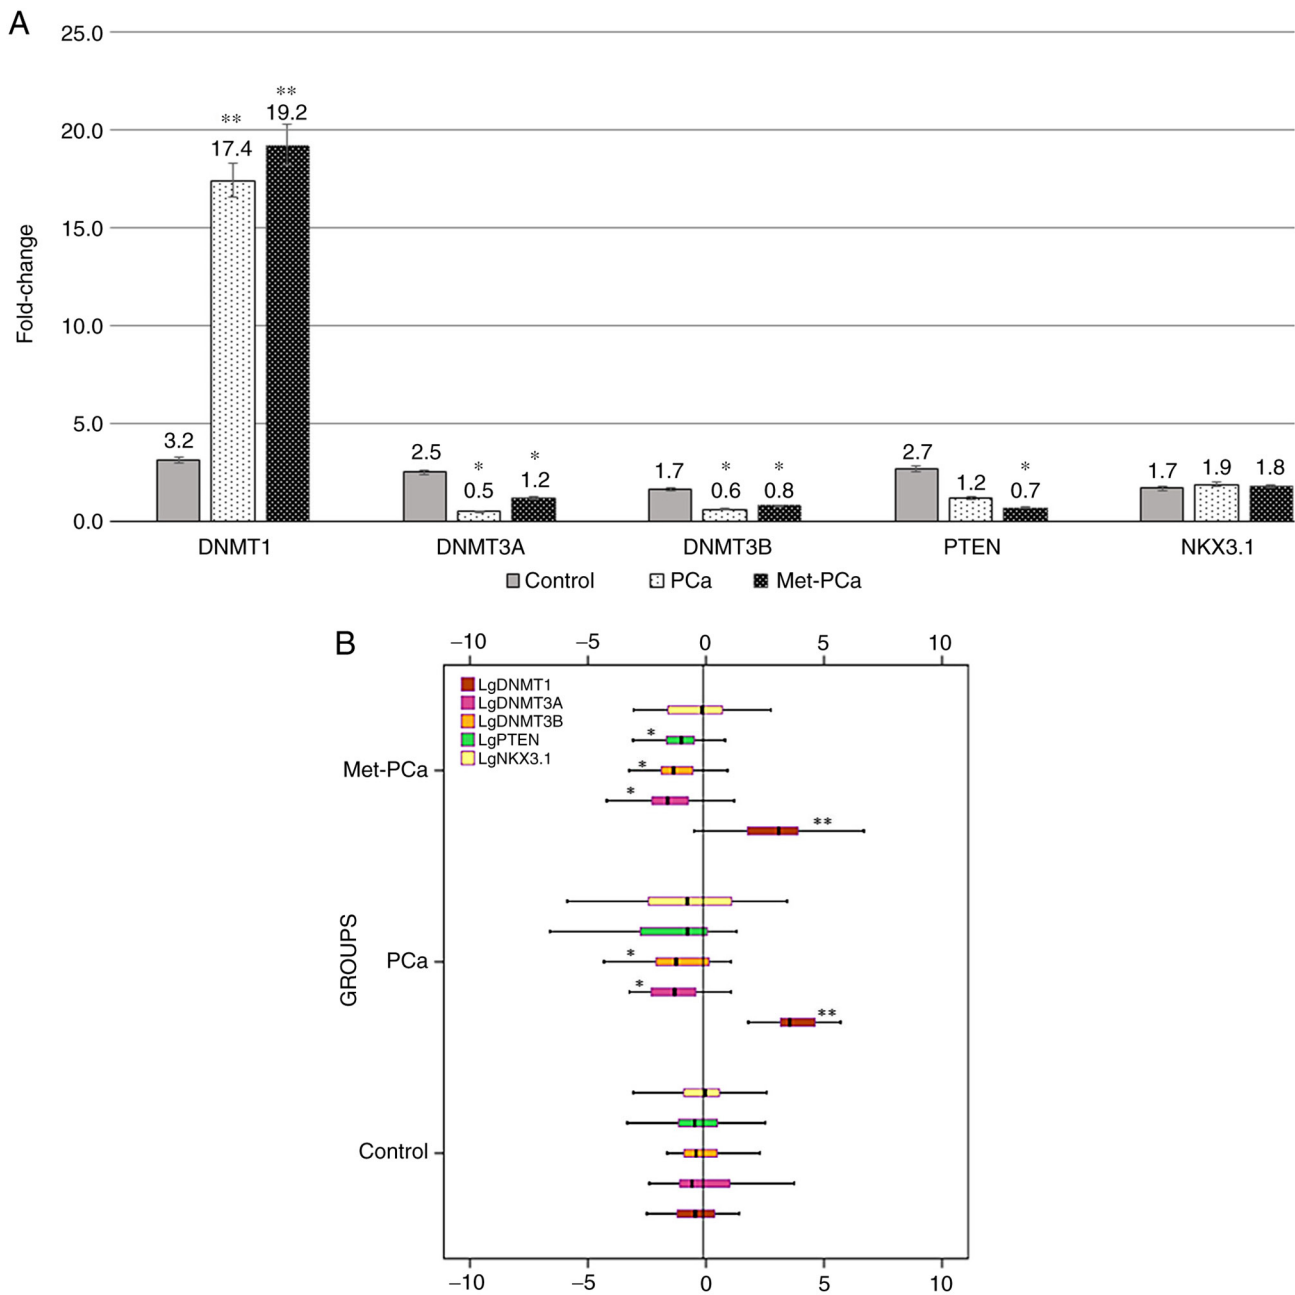 A
25.0
20.0
15.0
10.0
5.0
0.0
Fold-change
** **
3.2 17.4 19.2
* *
2.5 0.5 1.2
* *
1.7 0.6 0.8
*
2.7 1.2 0.7
1.7 1.9 1.8
DNMT1 DNMT3A DNMT3B PTEN NKX3.1
Control PCa Met-PCa
B
−10 −5 0 5 10
LgDNMT1
LgDNMT3A
LgDNMT3B
LgPTEN
LgNKX3.1
*
Met-PCa *
*
**
GROUPS
PCa *
*
**
Control
−10 −5 0 5 10